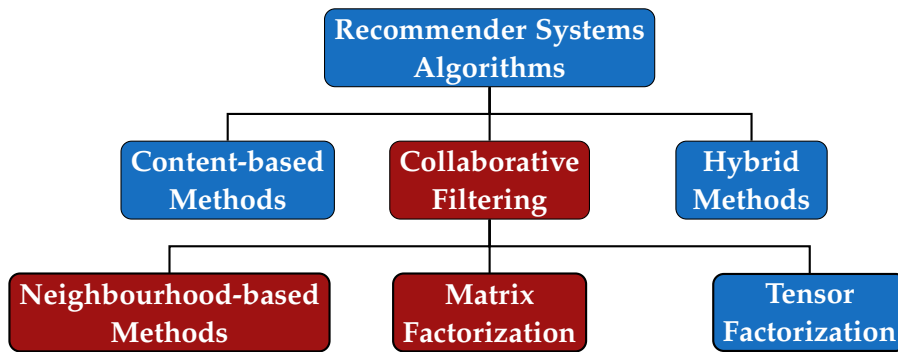 Recommender Systems
Algorithms
Content-based
Methods
Collaborative
Filtering
Hybrid
Methods
Neighbourhood-based
Methods
Matrix
Factorization
Tensor
Factorization